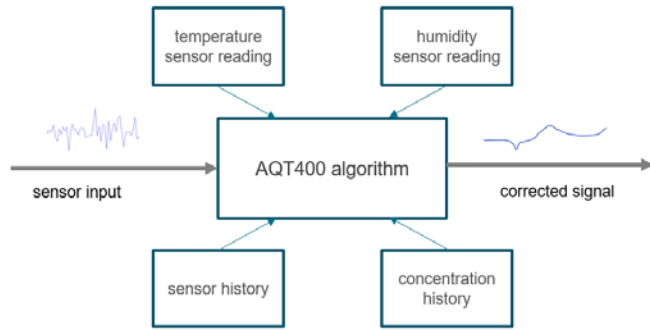 temperature
sensor reading
humidity
sensor reading
AQT400 algorithm
sensor input
corrected signal
sensor history
concentration
history